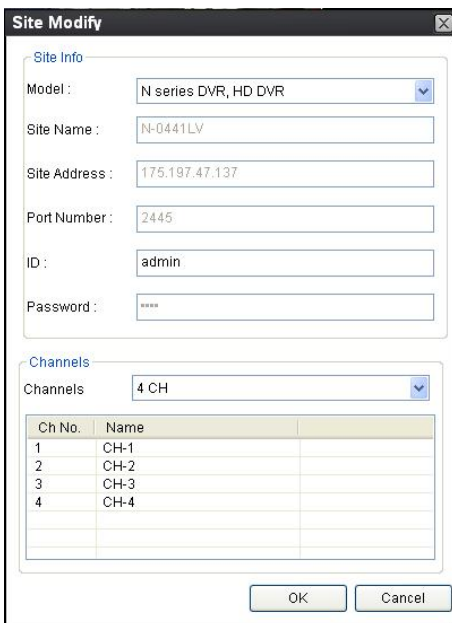 Site Modify
Site Info
Model : N series DVR, HD DVR
Site Name : N-0441LV
Site Address : 175.197.47.137
Port Number : 2445
ID : admin
Password : ****
Channels
Channels 4 CH
Ch No. Name
1 CH-1
2 CH-2
3 CH-3
4 CH-4
OK Cancel